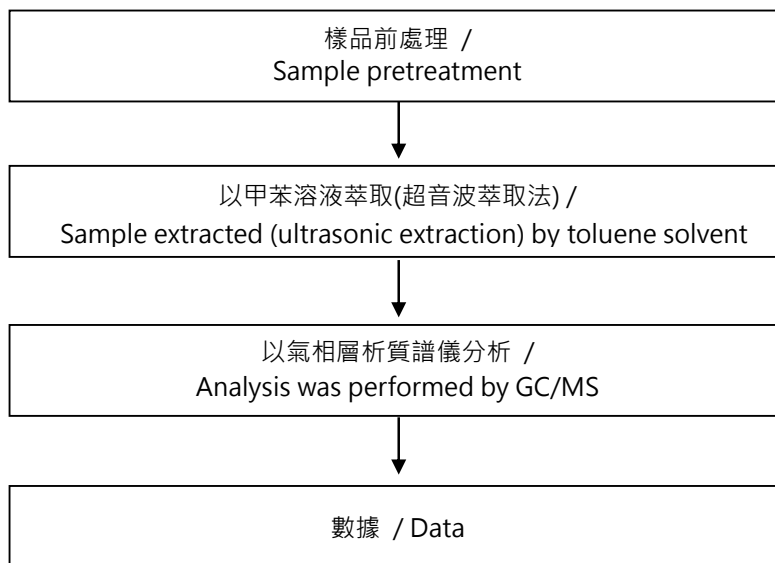 樣品前處理 /
Sample pretreatment
以甲苯溶液萃取(超音波萃取法) /
Sample extracted (ultrasonic extraction) by toluene solvent
以氣相層析質譜儀分析 /
Analysis was performed by GC/MS
數據 / Data